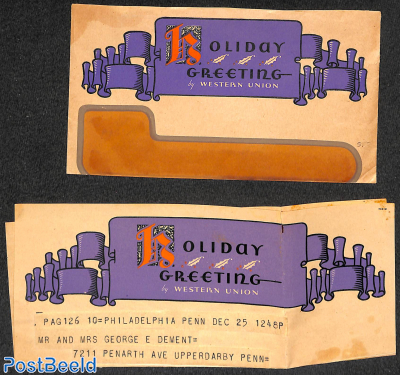 HOLIDAY
GREETING
by WESTERN UNION
HOLIDAY
GREETING
by WESTERN UNION
. PAG126 10=PHILADELPHIA PENN DEC 25 1248P
MR AND MRS GEORGE E DEMENT=
7211 PENARTH AVE UPPERDARBY PENN=
PostBeeld